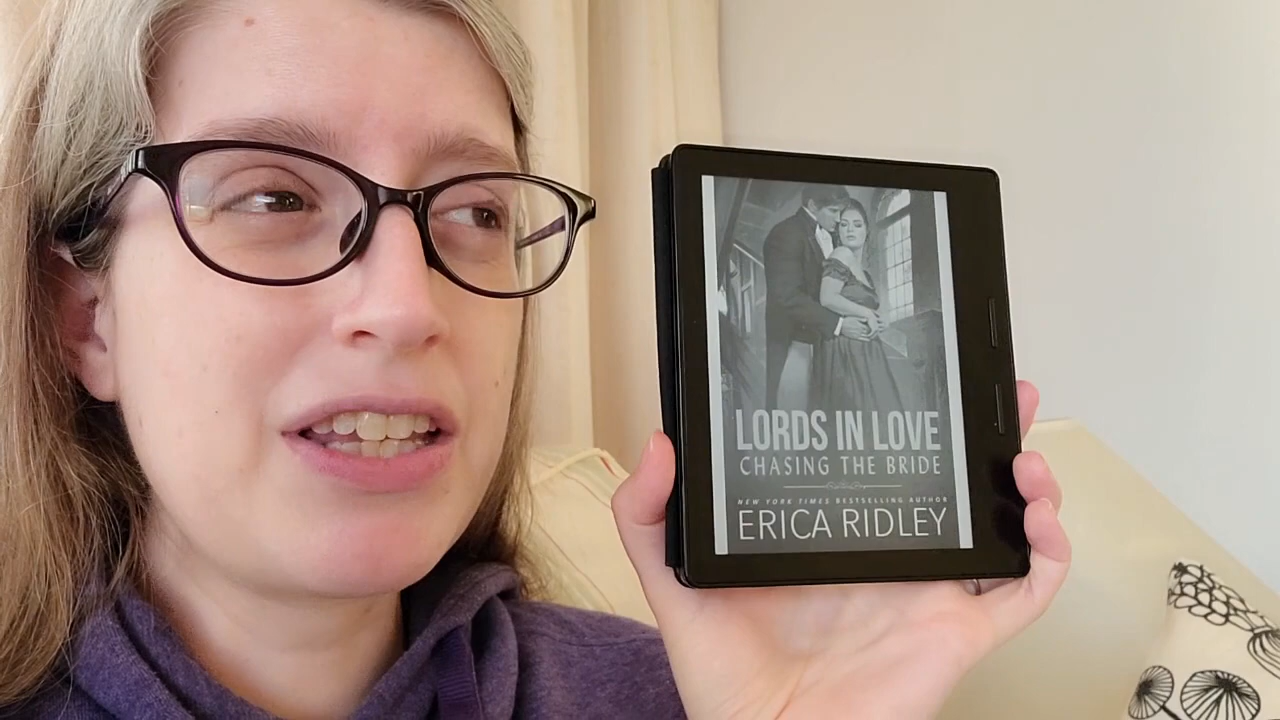 LORDS IN LOVE
CHASING THE BRIDE
NEW YORK TIMES BESTSELLING AUTHOR
ERICA RIDLEY